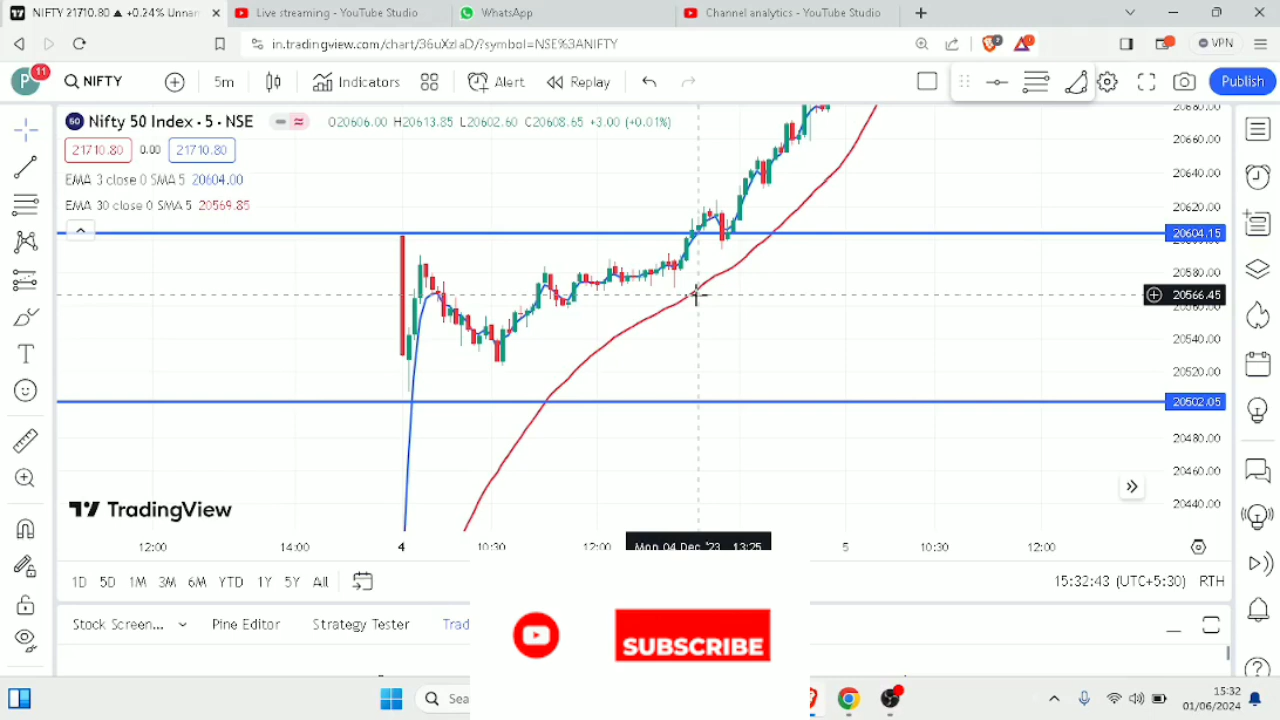 NIFTY 21710.80 ▲ +0.24% Unnan
Live streaming - YouTube Studio
WhatsApp
Channel analytics - YouTube Studio
in.tradingview.com/chart/36uXzIaD/?symbol=NSE%3ANIFTY
VPN
P 11
NIFTY
5m
Indicators
Alert
Replay
Publish
50 Nifty 50 Index · 5 · NSE
O20606.00 H20613.85 L20602.60 C20608.65 +3.00 (+0.01%)
21710.80 0.00 21710.80
EMA 3 close 0 SMA 5 20604.00
EMA 30 close 0 SMA 5 20569.85
20680.00
20660.00
20640.00
20620.00
20604.15
20580.00
20566.45
20540.00
20520.00
20502.05
20480.00
20460.00
20440.00
TradingView
12:00 14:00 4 10:30 12:00 Mon 04 Dec '23 13:25 5 10:30 12:00
1D 5D 1M 3M 6M YTD 1Y 5Y All
15:32:43 (UTC+5:30) RTH
Stock Screen... Pine Editor Strategy Tester Trad
SUBSCRIBE
Sea
15:32
01/06/2024